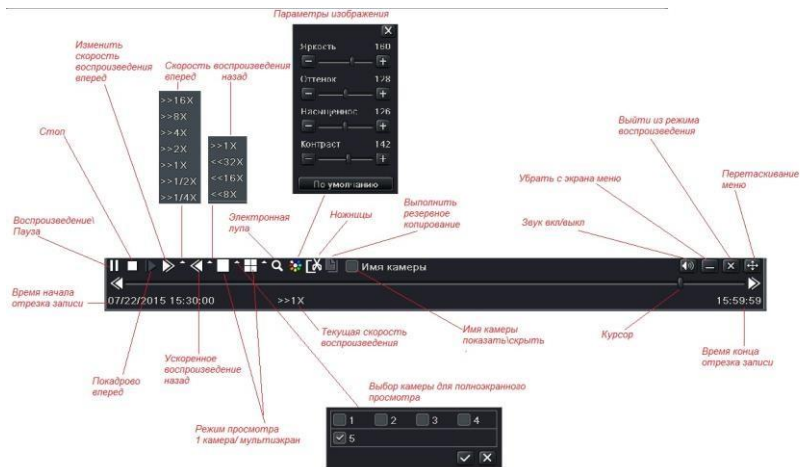 Параметры изображения
Яркость 160
Оттенок 128
Насыщеннос 126
Контраст 142
По умолчанию
Изменить
скорость
воспроизведения
вперед
Скорость воспроизведения
вперед
назад
>>16X
>>8X
>>4X
>>2X
>>1X
>>1/2X
>>1/4X
>>1X
<<32X
<<16X
<<8X
Стоп
Воспроизведение\
Пауза
Электронная
лупа
Ножницы
Выполнить
резервное
копирование
Выйти из режима
воспроизведения
Убрать с экрана меню
Перетаскивание
меню
Звук вкл/выкл
Имя камеры
07/22/2015 15:30:00
>>1X
15:59:59
Время начала
отрезка записи
Покадрово
вперед
Ускоренное
воспроизведение
назад
Режим просмотра
1 камера/ мультиэкран
Текущая скорость
воспроизведения
Имя камеры
показать\скрыть
Курсор
Время конца
отрезка записи
Выбор камеры для полноэкранного
просмотра
1 2 3 4
5